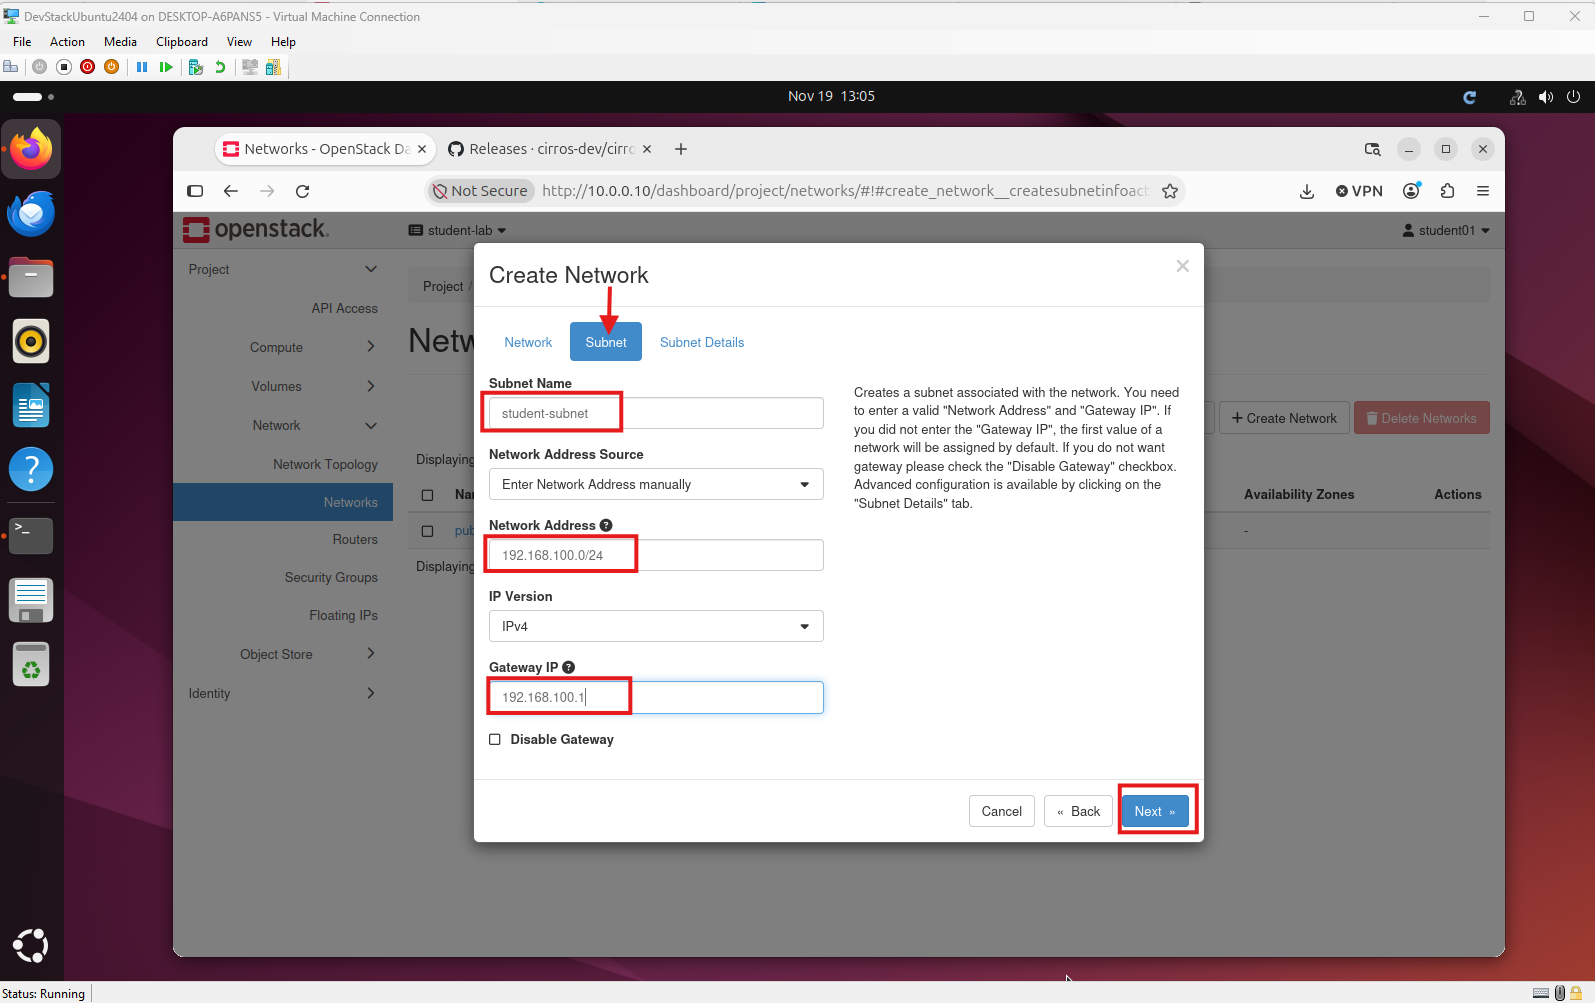 DevStackUbuntu2404 on DESKTOP-A6PANS5 - Virtual Machine Connection
File Action Media Clipboard View Help
Nov 19 13:05
Networks - OpenStack Da
Releases · cirros-dev/cirro
Not Secure http://10.0.0.10/dashboard/project/networks/#!#create_network__createsubnetinfoact
VPN
openstack.
student-lab
student01
Project
API Access
Compute
Volumes
Network
Network Topology
Networks
Routers
Security Groups
Floating IPs
Object Store
Identity
Project /
Netw
+ Create Network
Delete Networks
Displaying
Na
Availability Zones
Actions
pub
-
Displaying
Create Network
Network
Subnet
Subnet Details
Subnet Name
student-subnet
Network Address Source
Enter Network Address manually
Network Address
192.168.100.0/24
IP Version
IPv4
Gateway IP
192.168.100.1
Disable Gateway
Creates a subnet associated with the network. You need
to enter a valid "Network Address" and "Gateway IP". If
you did not enter the "Gateway IP", the first value of a
network will be assigned by default. If you do not want
gateway please check the "Disable Gateway" checkbox.
Advanced configuration is available by clicking on the
"Subnet Details" tab.
Cancel
« Back
Next »
Status: Running